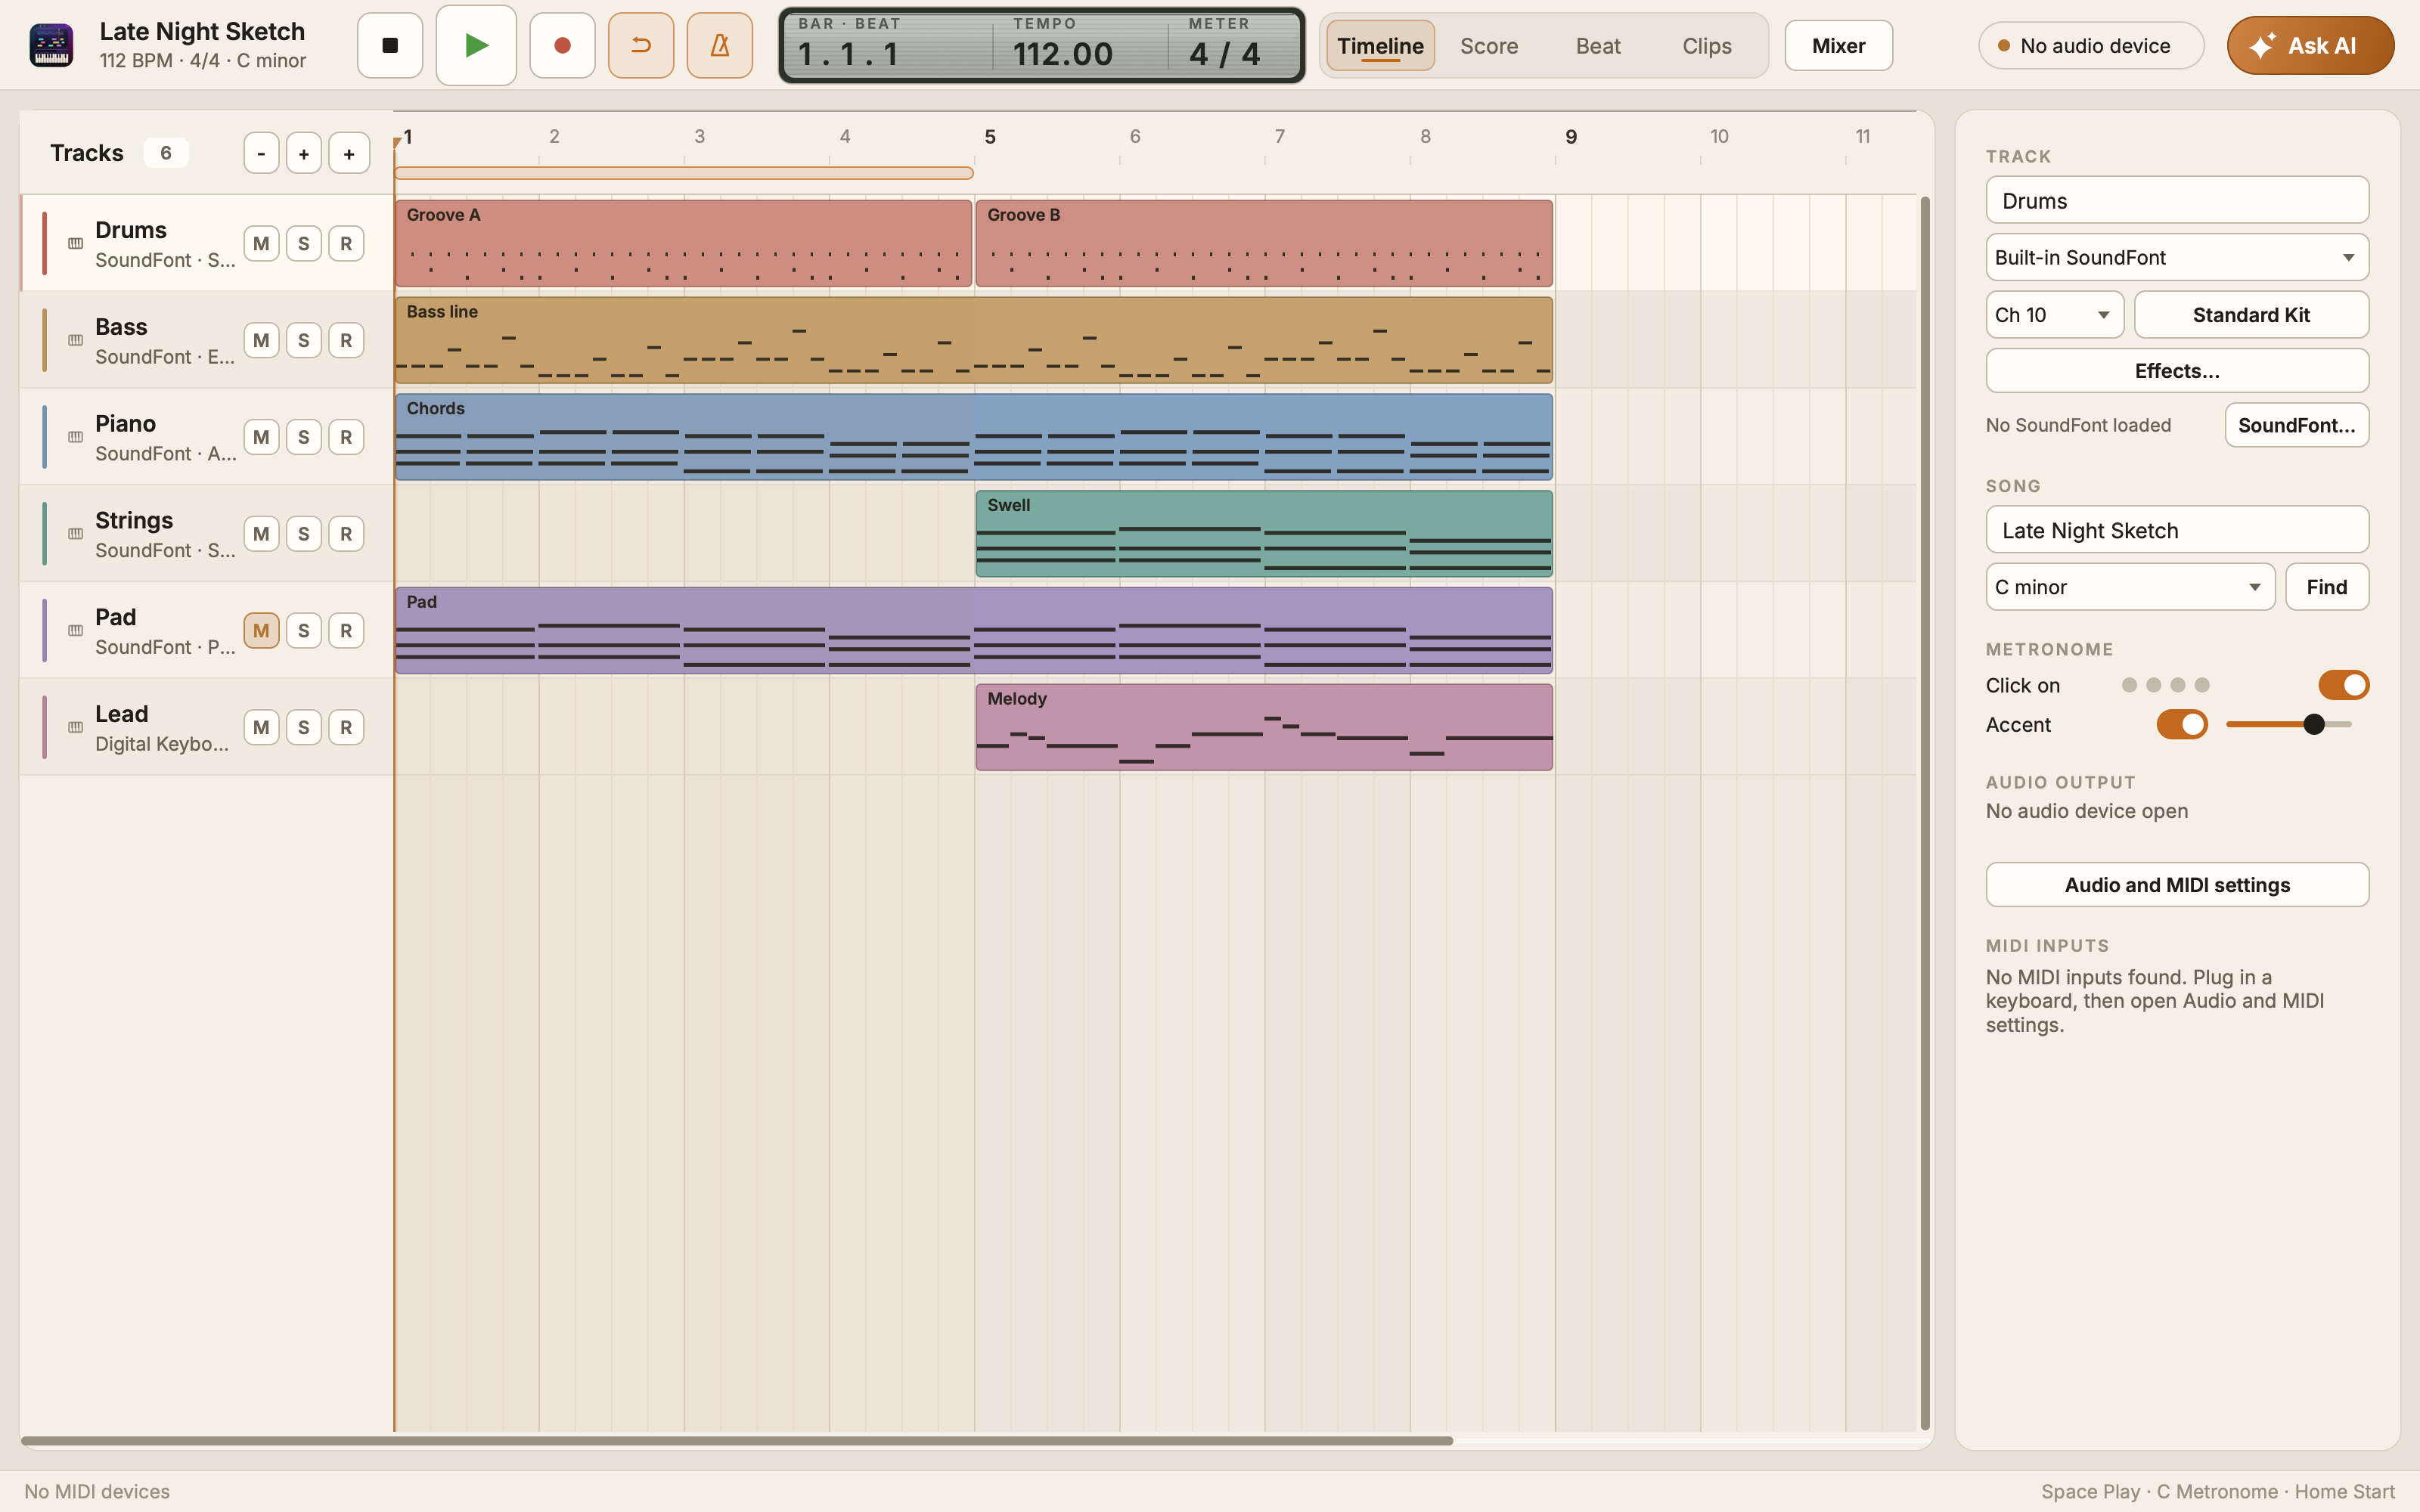 Late Night Sketch
112 BPM · 4/4 · C minor
BAR · BEAT
1 . 1 . 1
TEMPO
112.00
METER
4 / 4
Timeline
Score
Beat
Clips
Mixer
No audio device
Ask AI
Tracks
6
-
+
+
1
2
3
4
5
6
7
8
9
10
11
Drums
SoundFont · S...
M
S
R
Groove A
Groove B
Bass
SoundFont · E...
M
S
R
Bass line
Piano
SoundFont · A...
M
S
R
Chords
Strings
SoundFont · S...
M
S
R
Swell
Pad
SoundFont · P...
M
S
R
Pad
Lead
Digital Keybo...
M
S
R
Melody
TRACK
Drums
Built-in SoundFont
Ch 10
Standard Kit
Effects...
No SoundFont loaded
SoundFont...
SONG
Late Night Sketch
C minor
Find
METRONOME
Click on
Accent
AUDIO OUTPUT
No audio device open
Audio and MIDI settings
MIDI INPUTS
No MIDI inputs found. Plug in a
keyboard, then open Audio and MIDI
settings.
No MIDI devices
Space Play · C Metronome · Home Start